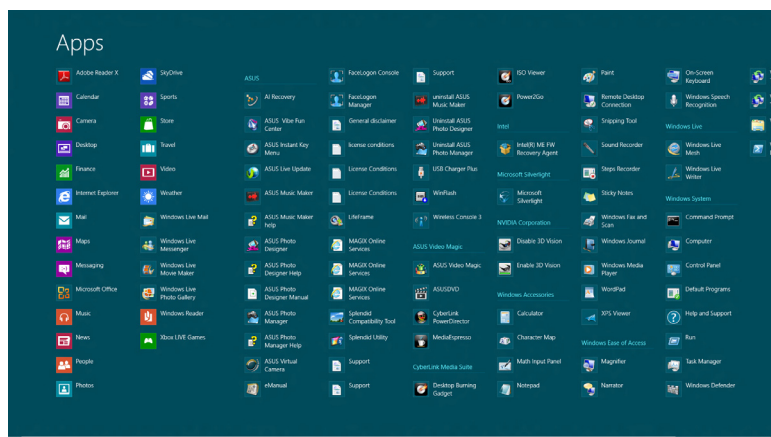 Apps
Adobe Reader X
Calendar
Camera
Desktop
Finance
Internet Explorer
Mail
Maps
Messaging
Microsoft Office
Music
News
People
Photos
SkyDrive
Sports
Store
Travel
Video
Weather
Windows Live Mail
Windows Live
Messenger
Windows Live
Movie Maker
Windows Live
Photo Gallery
Windows Reader
Xbox LIVE Games
ASUS
AI Recovery
ASUS Vibe Fun
Center
ASUS Instant Key
Menu
ASUS Live Update
ASUS Music Maker
ASUS Music Maker
help
ASUS Photo
Designer
ASUS Photo
Designer Help
ASUS Photo
Designer Manual
ASUS Photo
Manager
ASUS Photo
Manager Help
ASUS Virtual
Camera
eManual
FaceLogon Console
FaceLogon
Manager
General disclaimer
license conditions
License Conditions
License Conditions
LifeFrame
MAGIX Online
Services
MAGIX Online
Services
MAGIX Online
Services
Splendid
Compatibility Tool
Splendid Utility
Support
Support
Support
uninstall ASUS
Music Maker
Uninstall ASUS
Photo Designer
Uninstall ASUS
Photo Manager
USB Charger Plus
WinFlash
Wireless Console 3
ASUS Video Magic
ASUS Video Magic
ASUSDVD
CyberLink
PowerDirector
MediaEspresso
CyberLink Media Suite
Desktop Burning
Gadget
ISO Viewer
Power2Go
Intel
Intel(R) ME FW
Recovery Agent
Microsoft Silverlight
Microsoft
Silverlight
NVIDIA Corporation
Disable 3D Vision
Enable 3D Vision
Windows Accessories
Calculator
Character Map
Math Input Panel
Notepad
Paint
Remote Desktop
Connection
Snipping Tool
Sound Recorder
Steps Recorder
Sticky Notes
Windows Fax and
Scan
Windows Journal
Windows Media
Player
WordPad
XPS Viewer
Windows Ease of Access
Magnifier
Narrator
On-Screen
Keyboard
Windows Speech
Recognition
Windows Live
Windows Live
Mesh
Windows Live
Writer
Windows System
Command Prompt
Computer
Control Panel
Default Programs
Help and Support
Run
Task Manager
Windows Defender